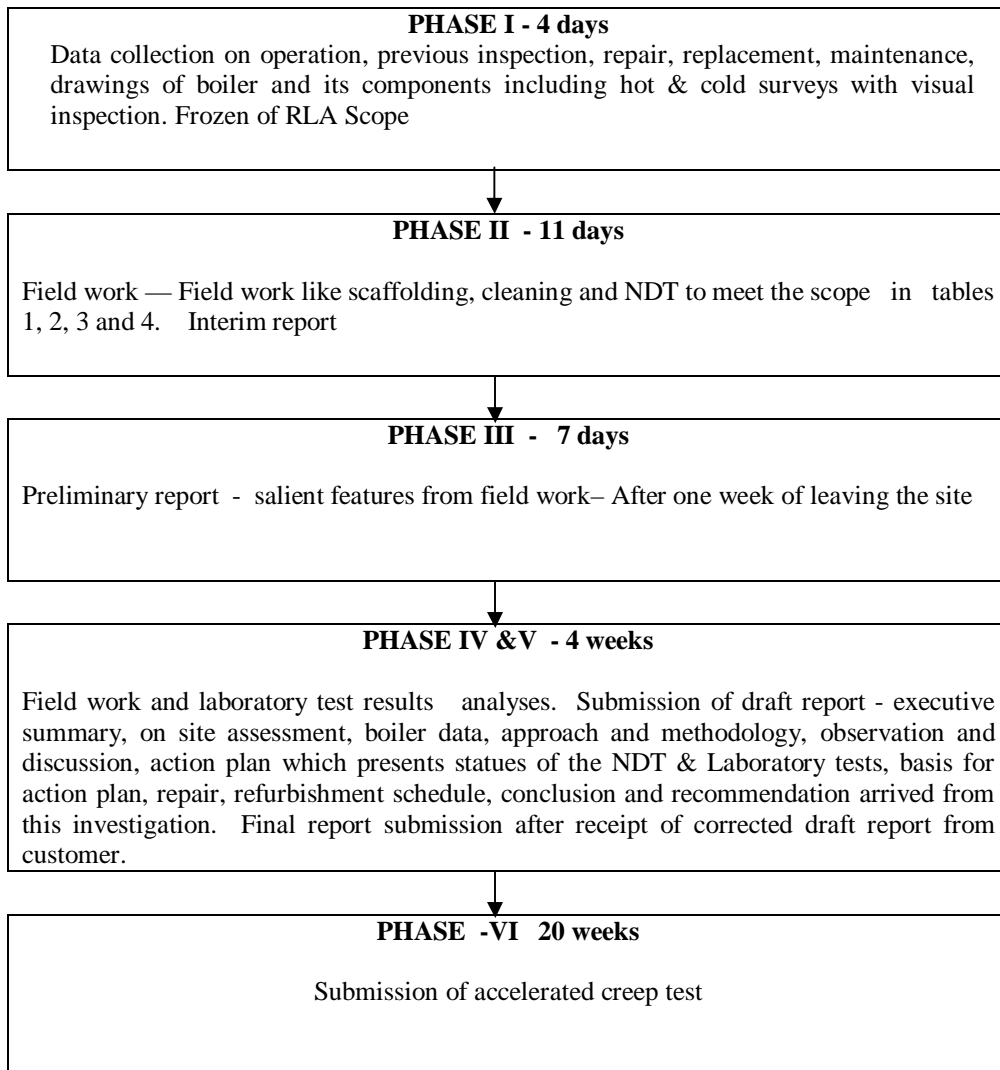 PHASE I - 4 days
Data collection on operation, previous inspection, repair, replacement, maintenance,
drawings of boiler and its components including hot & cold surveys with visual
inspection. Frozen of RLA Scope
PHASE II - 11 days
Field work — Field work like scaffolding, cleaning and NDT to meet the scope in tables
1, 2, 3 and 4. Interim report
PHASE III - 7 days
Preliminary report - salient features from field work– After one week of leaving the site
PHASE IV &V - 4 weeks
Field work and laboratory test results analyses. Submission of draft report - executive
summary, on site assessment, boiler data, approach and methodology, observation and
discussion, action plan which presents statues of the NDT & Laboratory tests, basis for
action plan, repair, refurbishment schedule, conclusion and recommendation arrived from
this investigation. Final report submission after receipt of corrected draft report from
customer.
PHASE -VI 20 weeks
Submission of accelerated creep test